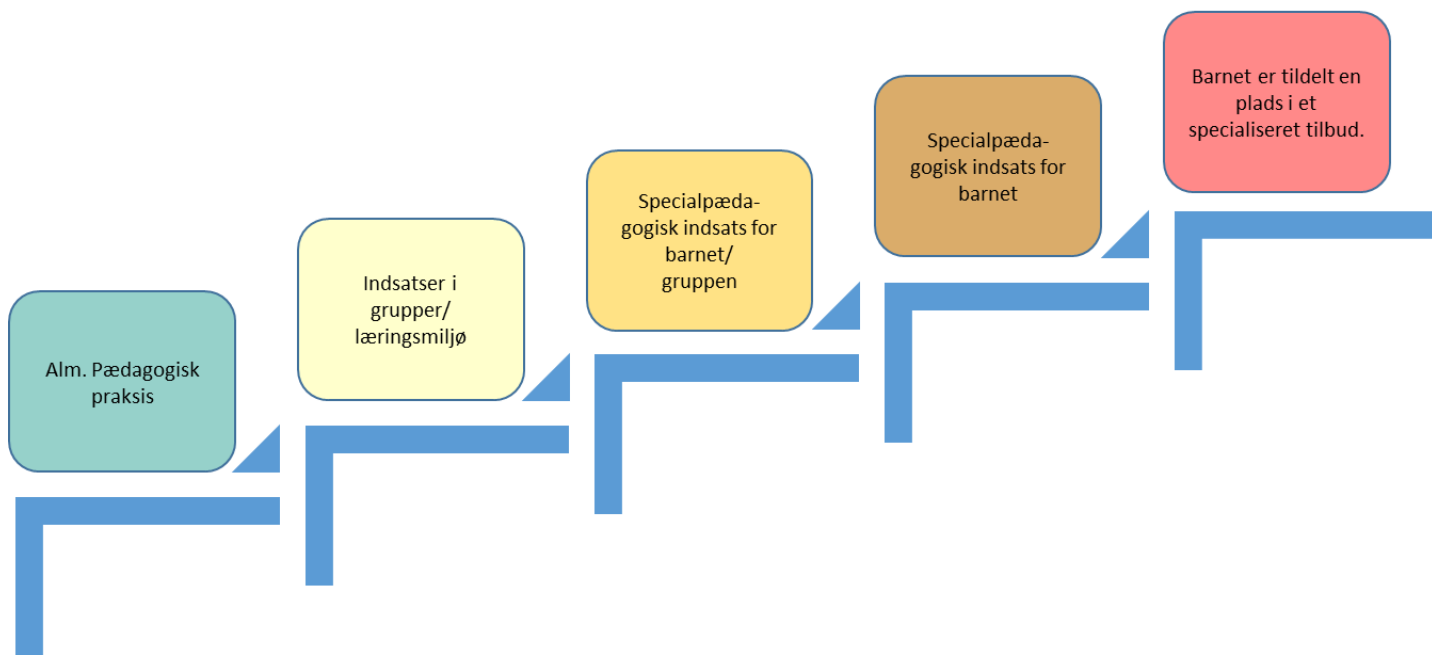 Alm. Pædagogisk
praksis
Indsatser i
grupper/
læringsmiljø
Specialpæda-
gogisk indsats for
barnet/
gruppen
Specialpæda-
gogisk indsats for
barnet
Barnet er tildelt en
plads i et
specialiseret tilbud.